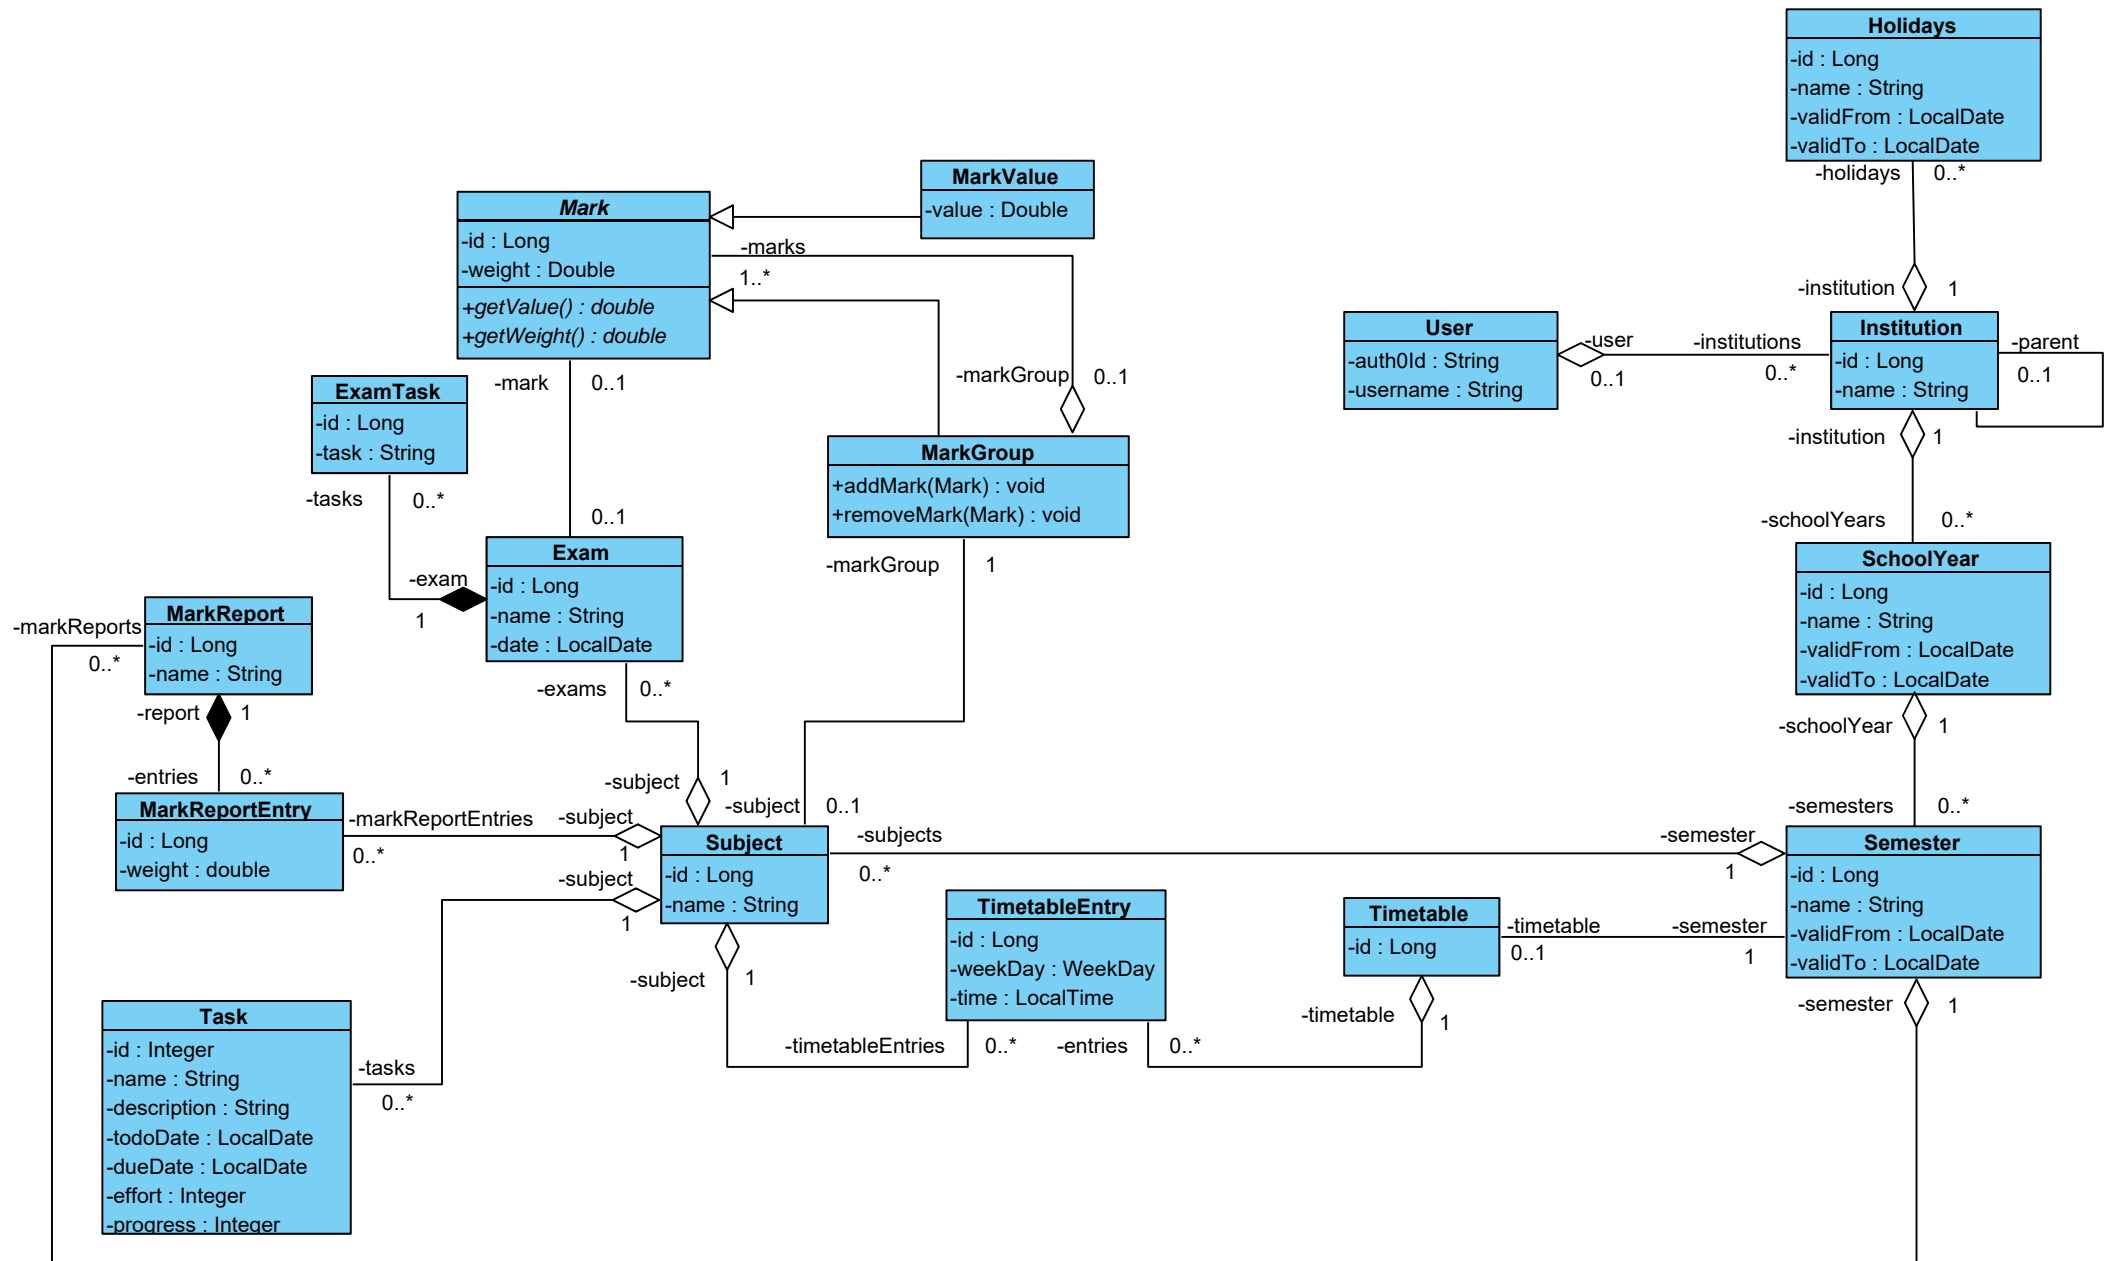 Holidays
-id : Long
-name : String
-validFrom : LocalDate
-validTo : LocalDate
-holidays
0..*
MarkValue
-value : Double
Mark
-id : Long
-weight : Double
+getValue() : double
+getWeight() : double
-marks
1..*
-institution
1
User
-auth0Id : String
-username : String
-user
0..1
-institutions
0..*
Institution
-id : Long
-name : String
-parent
0..1
-mark
0..1
-markGroup
0..1
ExamTask
-id : Long
-task : String
-tasks
0..*
MarkGroup
+addMark(Mark) : void
+removeMark(Mark) : void
-institution
1
-schoolYears
0..*
0..1
Exam
-id : Long
-name : String
-date : LocalDate
-exam
1
-markGroup
1
SchoolYear
-id : Long
-name : String
-validFrom : LocalDate
-validTo : LocalDate
MarkReport
-id : Long
-name : String
-markReports
0..*
-report
1
-exams
0..*
-schoolYear
1
-entries
0..*
-subject
1
-subject
0..1
-semesters
0..*
MarkReportEntry
-id : Long
-weight : double
-markReportEntries
0..*
-subject
1
Subject
-id : Long
-name : String
-subjects
0..*
-semester
1
Semester
-id : Long
-name : String
-validFrom : LocalDate
-validTo : LocalDate
-subject
1
TimetableEntry
-id : Long
-weekDay : WeekDay
-time : LocalTime
Timetable
-id : Long
-timetable
0..1
-semester
1
-subject
1
-timetable
1
-semester
1
Task
-id : Integer
-name : String
-description : String
-todoDate : LocalDate
-dueDate : LocalDate
-effort : Integer
-progress : Integer
-tasks
0..*
-timetableEntries
0..*
-entries
0..*